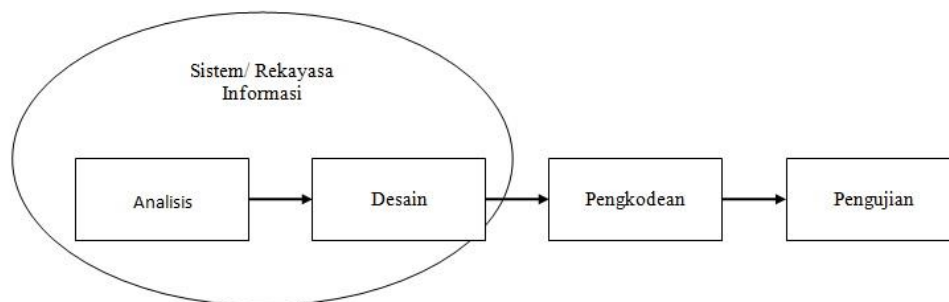 Sistem/ Rekayasa
Informasi
Analisis
Desain
Pengkodean
Pengujian